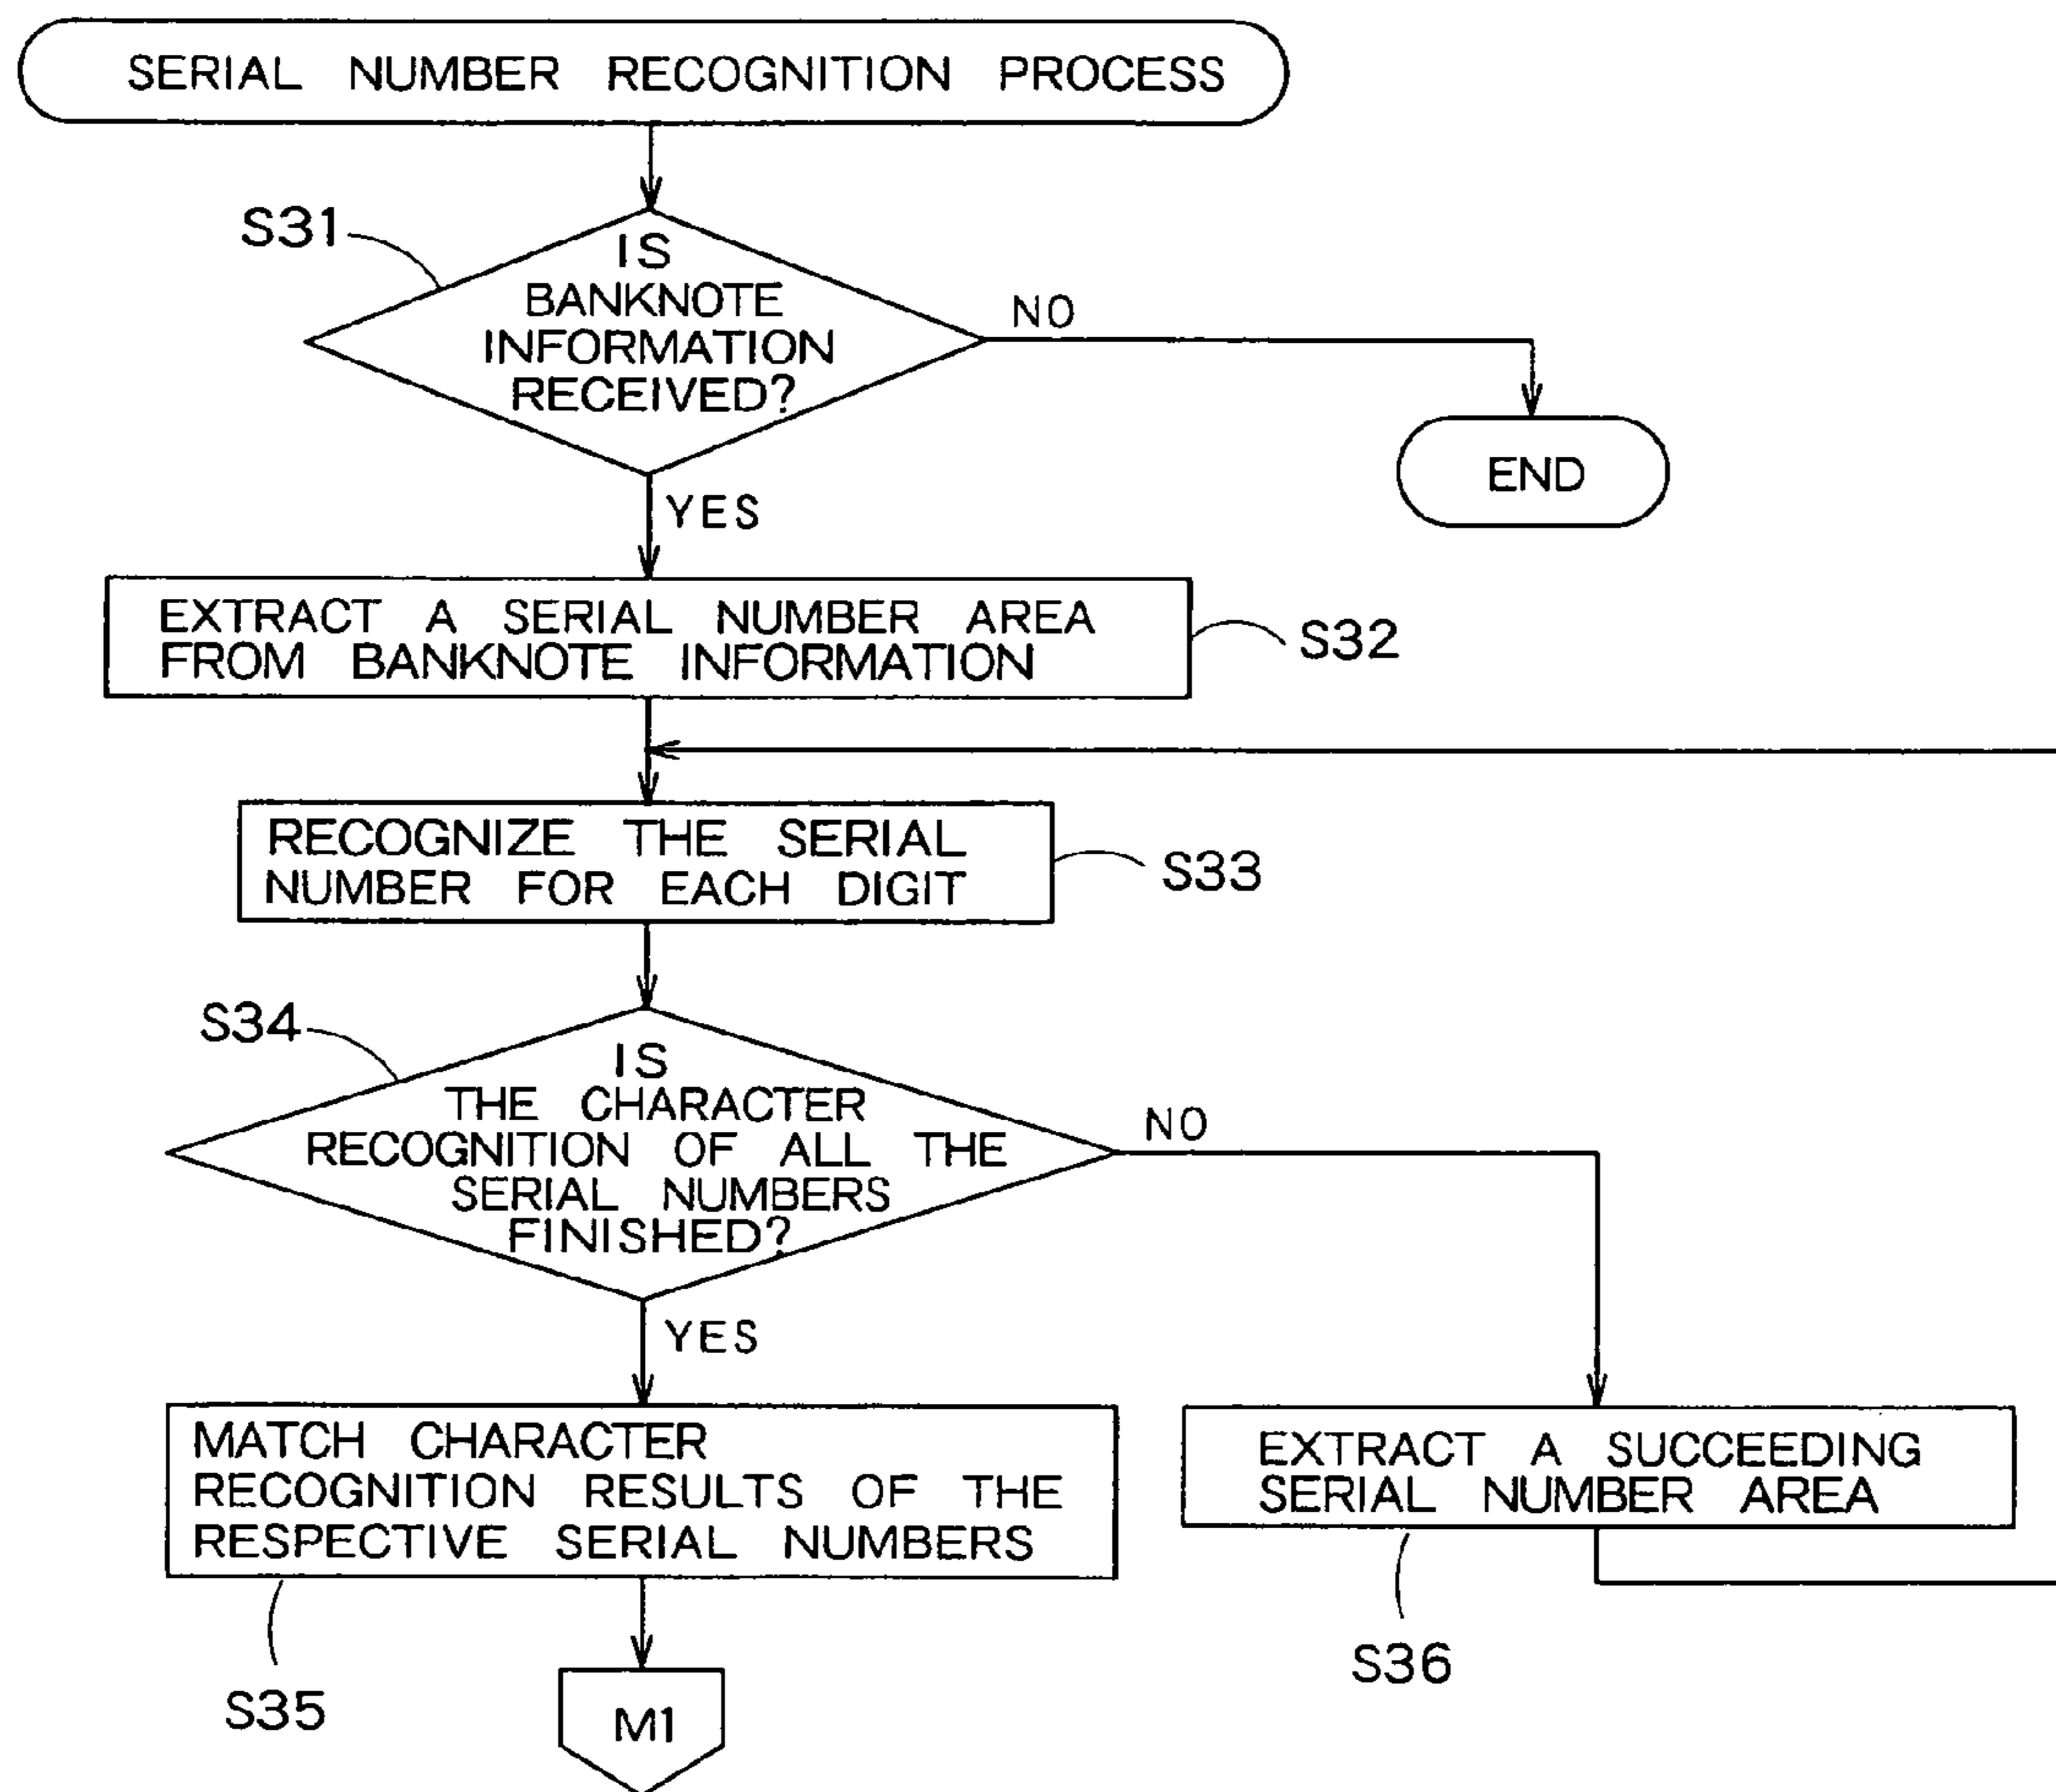 SERIAL NUMBER RECOGNITION PROCESS
S31
IS
BANKNOTE
INFORMATION
RECEIVED?
NO
END
YES
EXTRACT A SERIAL NUMBER AREA
FROM BANKNOTE INFORMATION
S32
RECOGNIZE THE SERIAL
NUMBER FOR EACH DIGIT
S33
S34
IS
THE CHARACTER
RECOGNITION OF ALL THE
SERIAL NUMBERS
FINISHED?
NO
YES
MATCH CHARACTER
RECOGNITION RESULTS OF THE
RESPECTIVE SERIAL NUMBERS
S35
EXTRACT A SUCCEEDING
SERIAL NUMBER AREA
S36
M1